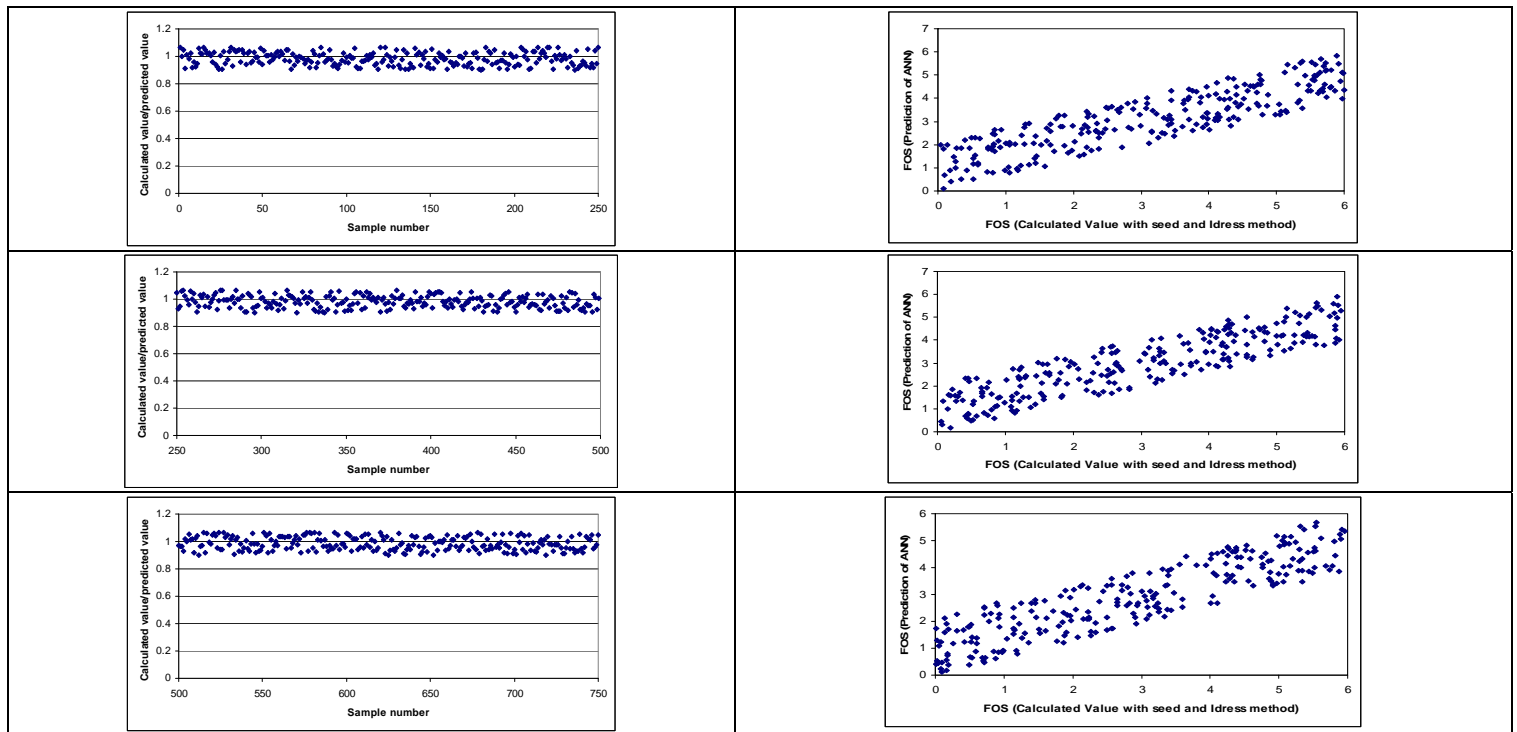 Calculated value/predicted value
1.2
1
0.8
0.6
0.4
0.2
0
0 50 100 150 200 250
Sample number
FOS (Prediction of ANN)
7
6
5
4
3
2
1
0
0 1 2 3 4 5 6
FOS (Calculated Value with seed and Idress method)
Calculated value/predicted value
1.2
1
0.8
0.6
0.4
0.2
0
250 300 350 400 450 500
Sample number
FOS (Prediction of ANN)
7
6
5
4
3
2
1
0
0 1 2 3 4 5 6
FOS (Calculated Value with seed and Idress method)
Calculated value/predicted value
1.2
1
0.8
0.6
0.4
0.2
0
500 550 600 650 700 750
Sample number
FOS (Prediction of ANN)
6
5
4
3
2
1
0
0 1 2 3 4 5 6
FOS (Calculated Value with seed and Idress method)